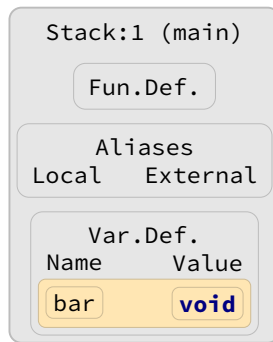 Stack:1 (main)
Fun.Def.
Aliases
Local External
Var.Def.
Name Value
bar void